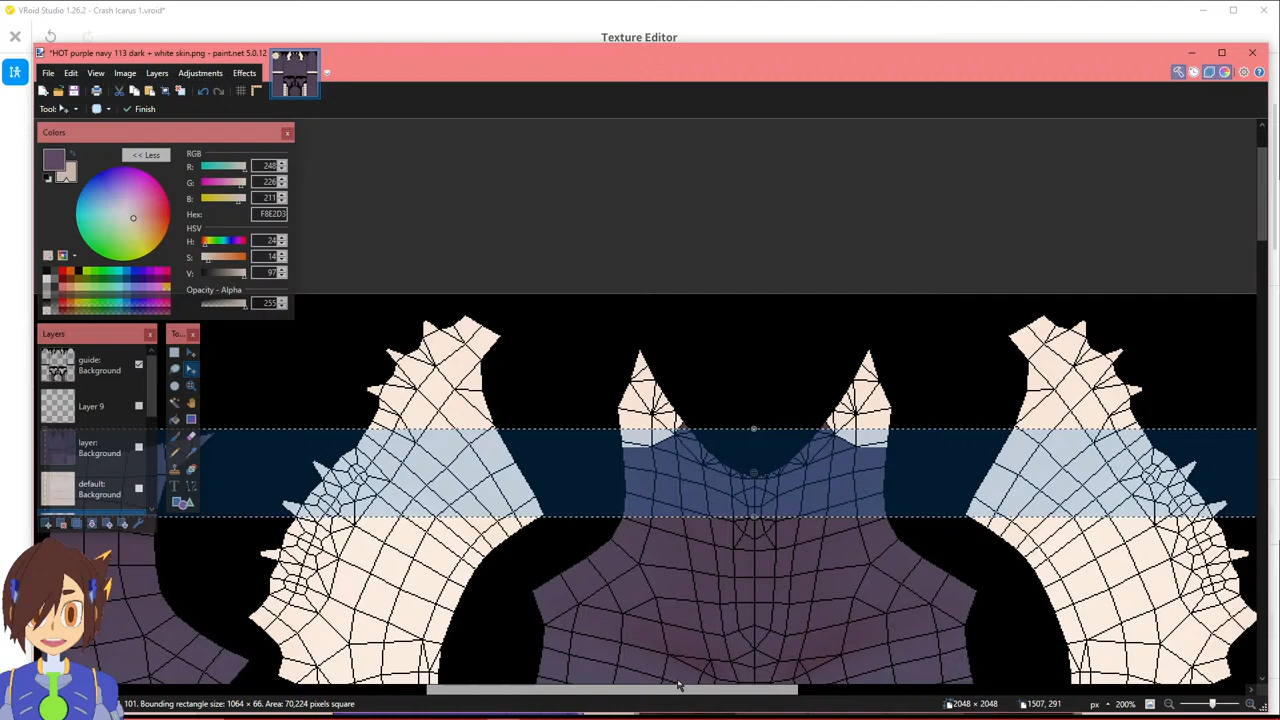 VRoid Studio 1.26.2 - Crash Icarus 1.vroid*
Texture Editor
*HOT purple navy 113 dark + white skin.png - paint.net 5.0.12
File Edit View Image Layers Adjustments Effects
Tool: Finish
Colors
<< Less
RGB
R: 248
G: 226
B: 211
Hex: F8E2D3
HSV
H: 24
S: 14
V: 97
Opacity - Alpha
255
Layers
To...
guide:
Background
Layer 9
layer:
Background
default:
Background
101. Bounding rectangle size: 1064 × 66. Area: 70,224 pixels square
2048 × 2048
1507, 291
px
200%